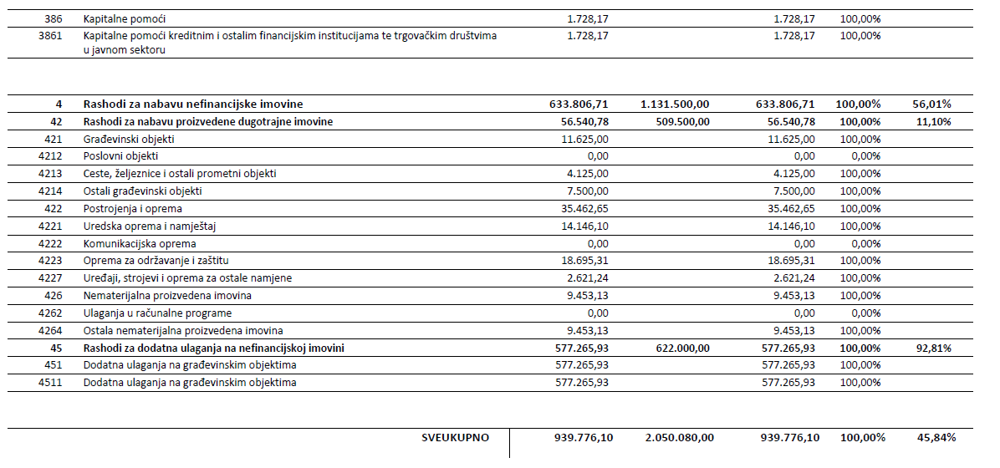 386 Kapitalne pomoći 1.728,17 1.728,17 100,00%
3861 Kapitalne pomoći kreditnim i ostalim financijskim institucijama te trgovačkim društvima 1.728,17 1.728,17 100,00%
u javnom sektoru
4 Rashodi za nabavu nefinancijske imovine 633.806,71 1.131.500,00 633.806,71 100,00% 56,01%
42 Rashodi za nabavu proizvedene dugotrajne imovine 56.540,78 509.500,00 56.540,78 100,00% 11,10%
421 Građevinski objekti 11.625,00 11.625,00 100,00%
4212 Poslovni objekti 0,00 0,00 0,00%
4213 Ceste, željeznice i ostali prometni objekti 4.125,00 4.125,00 100,00%
4214 Ostali građevinski objekti 7.500,00 7.500,00 100,00%
422 Postrojenja i oprema 35.462,65 35.462,65 100,00%
4221 Uredska oprema i namještaj 14.146,10 14.146,10 100,00%
4222 Komunikacijska oprema 0,00 0,00 0,00%
4223 Oprema za održavanje i zaštitu 18.695,31 18.695,31 100,00%
4227 Uređaji, strojevi i oprema za ostale namjene 2.621,24 2.621,24 100,00%
426 Nematerijalna proizvedena imovina 9.453,13 9.453,13 100,00%
4262 Ulaganja u računalne programe 0,00 0,00 0,00%
4264 Ostala nematerijalna proizvedena imovina 9.453,13 9.453,13 100,00%
45 Rashodi za dodatna ulaganja na nefinancijskoj imovini 577.265,93 622.000,00 577.265,93 100,00% 92,81%
451 Dodatna ulaganja na građevinskim objektima 577.265,93 577.265,93 100,00%
4511 Dodatna ulaganja na građevinskim objektima 577.265,93 577.265,93 100,00%
SVEUKUPNO 939.776,10 2.050.080,00 939.776,10 100,00% 45,84%